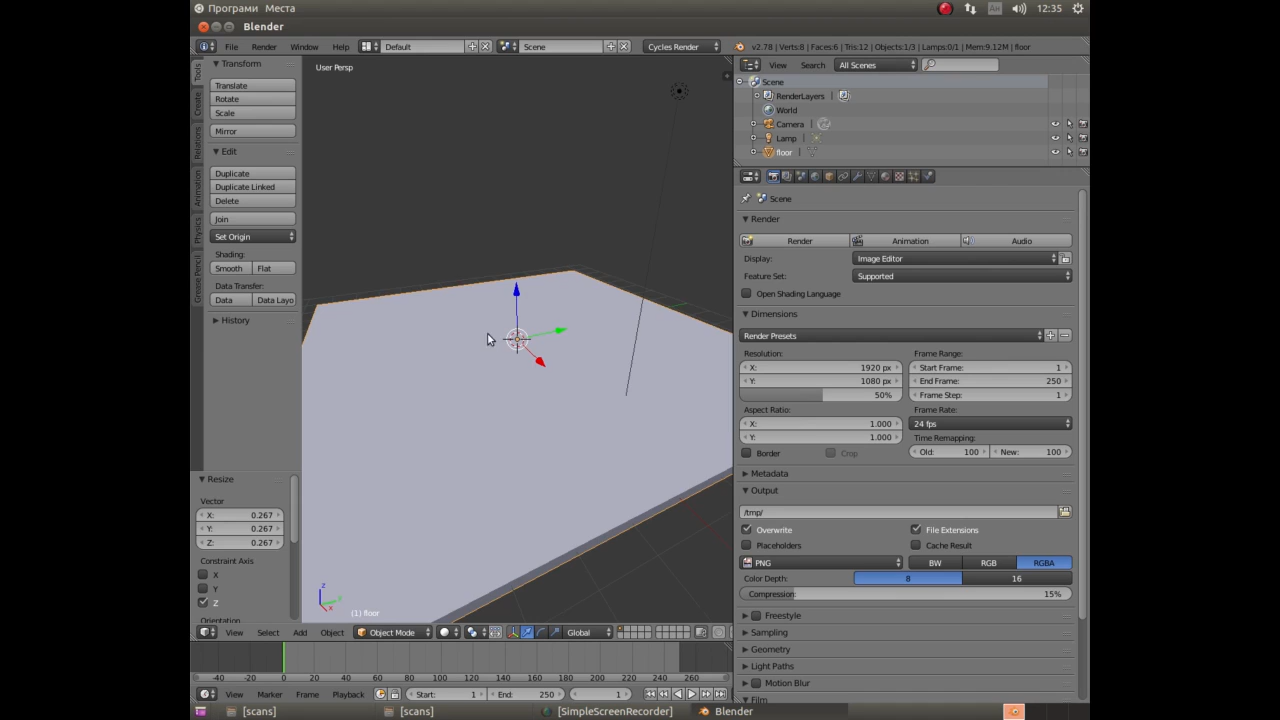 Програми Места
Ан 12:35
Blender
File Render Window Help Default Scene Cycles Render v2.78 | Verts:8 | Faces:6 | Tris:12 | Objects:1/3 | Lamps:0/1 | Mem:9.12M | floor
Transform
Translate
Rotate
Scale
Mirror
Edit
Duplicate
Duplicate Linked
Delete
Join
Set Origin
Shading:
Smooth Flat
Data Transfer:
Data Data Layo
History
Tools
Create
Relations
Animation
Physics
Grease Pencil
Resize
Vector
X: 0.267
Y: 0.267
Z: 0.267
Constraint Axis
X
Y
Z
Orientation
User Persp
z
y
x
(1) floor
View Select Add Object Object Mode Global
-40 -20 0 20 40 60 80 100 120 140 160 180 200 220 240 260
View Marker Frame Playback Start: 1 End: 250 1
View Search All Scenes
Scene
RenderLayers
World
Camera
Lamp
floor
Scene
Render
Render Animation Audio
Display: Image Editor
Feature Set: Supported
Open Shading Language
Dimensions
Render Presets
Resolution:
X: 1920 px
Y: 1080 px
50%
Aspect Ratio:
X: 1.000
Y: 1.000
Border Crop
Frame Range:
Start Frame: 1
End Frame: 250
Frame Step: 1
Frame Rate:
24 fps
Time Remapping:
Old: 100 New: 100
Metadata
Output
/tmp/
Overwrite File Extensions
Placeholders Cache Result
PNG BW RGB RGBA
Color Depth: 8 16
Compression: 15%
Freestyle
Sampling
Geometry
Light Paths
Motion Blur
Film
[scans] [scans] [SimpleScreenRecorder] Blender